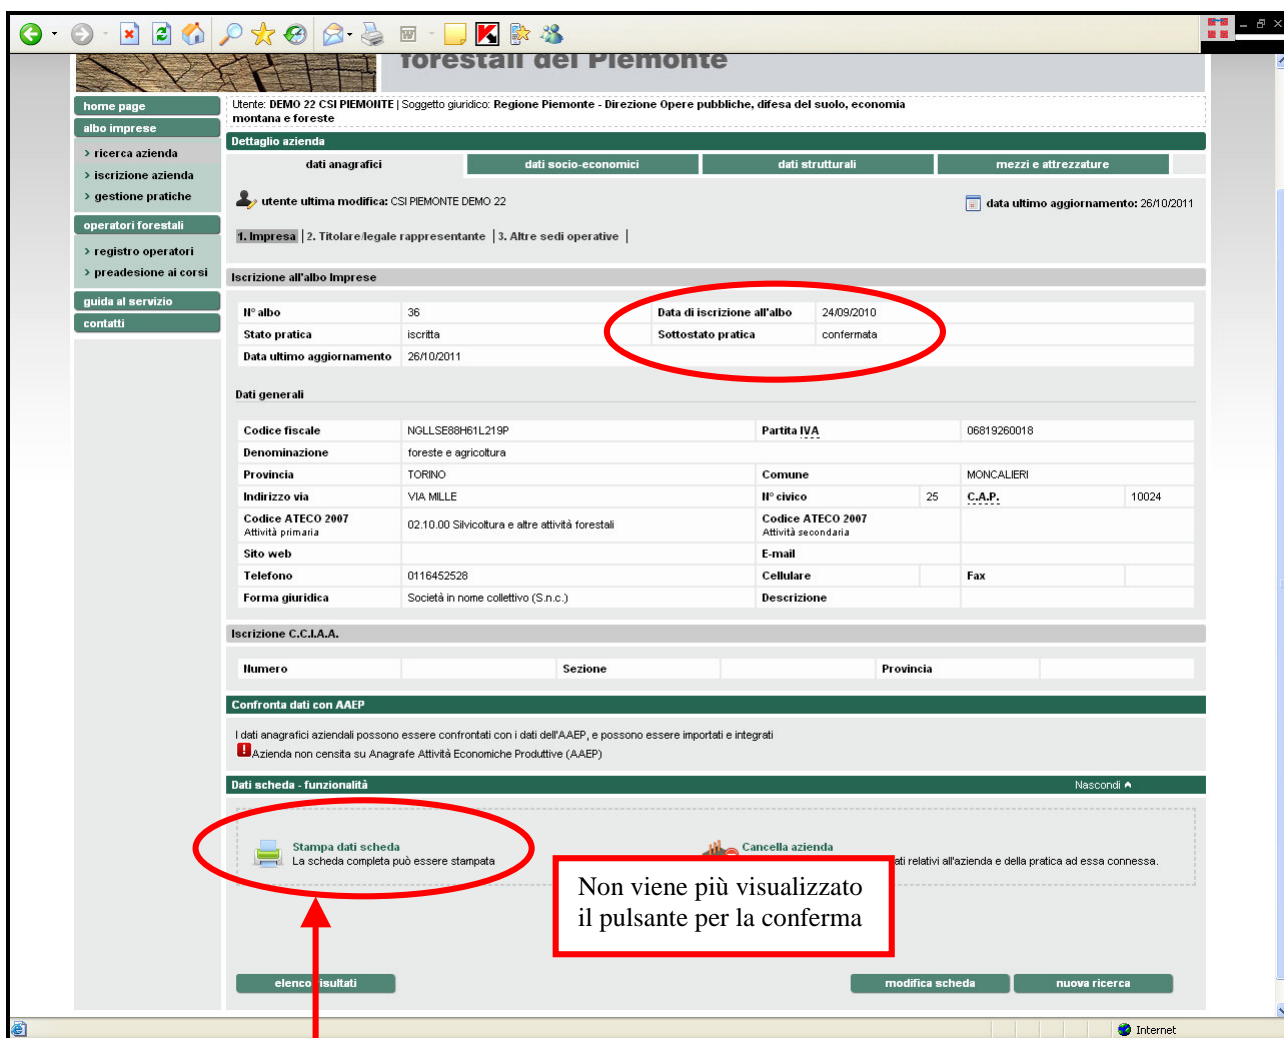 forestali del Piemonte
home page
albo imprese
> ricerca azienda
> iscrizione azienda
> gestione pratiche
operatori forestali
> registro operatori
> preadesione ai corsi
guida al servizio
contatti
Utente: DEMO 22 CSI PIEMONTE | Soggetto giuridico: Regione Piemonte - Direzione Opere pubbliche, difesa del suolo, economia
montana e foreste
Dettaglio azienda
dati anagrafici dati socio-economici dati strutturali mezzi e attrezzature
utente ultima modifica: CSI PIEMONTE DEMO 22 data ultimo aggiornamento: 26/10/2011
1. Impresa | 2. Titolare/legale rappresentante | 3. Altre sedi operative |
Iscrizione all'albo Imprese
N° albo 36 Data di iscrizione all'albo 24/09/2010
Stato pratica iscritta Sottostato pratica confermata
Data ultimo aggiornamento 26/10/2011
Dati generali
Codice fiscale NGLLSE88H61L219P Partita IVA 06819260018
Denominazione foreste e agricoltura
Provincia TORINO Comune MONCALIERI
Indirizzo via VIA MILLE N° civico 25 C.A.P. 10024
Codice ATECO 2007 02.10.00 Silvicoltura e altre attività forestali Codice ATECO 2007
Attività primaria Attività secondaria
Sito web E-mail
Telefono 0116452528 Cellulare Fax
Forma giuridica Società in nome collettivo (S.n.c.) Descrizione
Iscrizione C.C.I.A.A.
Numero Sezione Provincia
Confronta dati con AAEP
I dati anagrafici aziendali possono essere confrontati con i dati dell'AAEP, e possono essere importati e integrati
Azienda non censita su Anagrafe Attività Economiche Produttive (AAEP)
Dati scheda - funzionalità Nascondi
Stampa dati scheda Cancella azienda
La scheda completa può essere stampata relativi all'azienda e della pratica ad essa connessa.
Non viene più visualizzato
il pulsante per la conferma
elenco risultati modifica scheda nuova ricerca
Internet